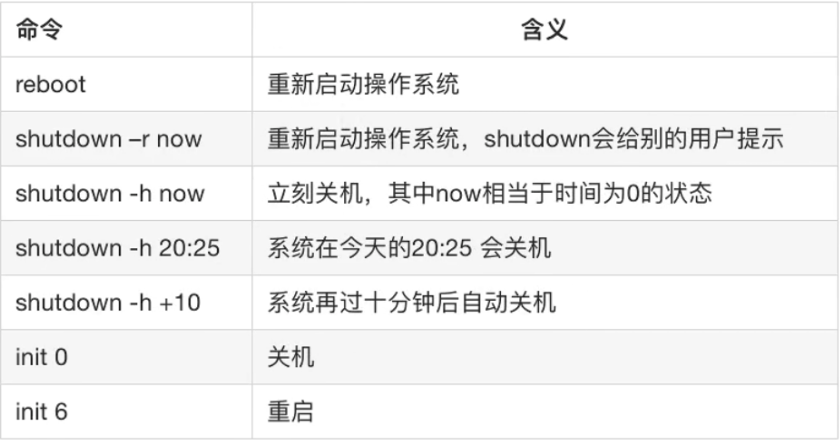 命令 含义
reboot 重新启动操作系统
shutdown –r now 重新启动操作系统，shutdown会给别的用户提示
shutdown -h now 立刻关机，其中now相当于时间为0的状态
shutdown -h 20:25 系统在今天的20:25 会关机
shutdown -h +10 系统再过十分钟后自动关机
init 0 关机
init 6 重启